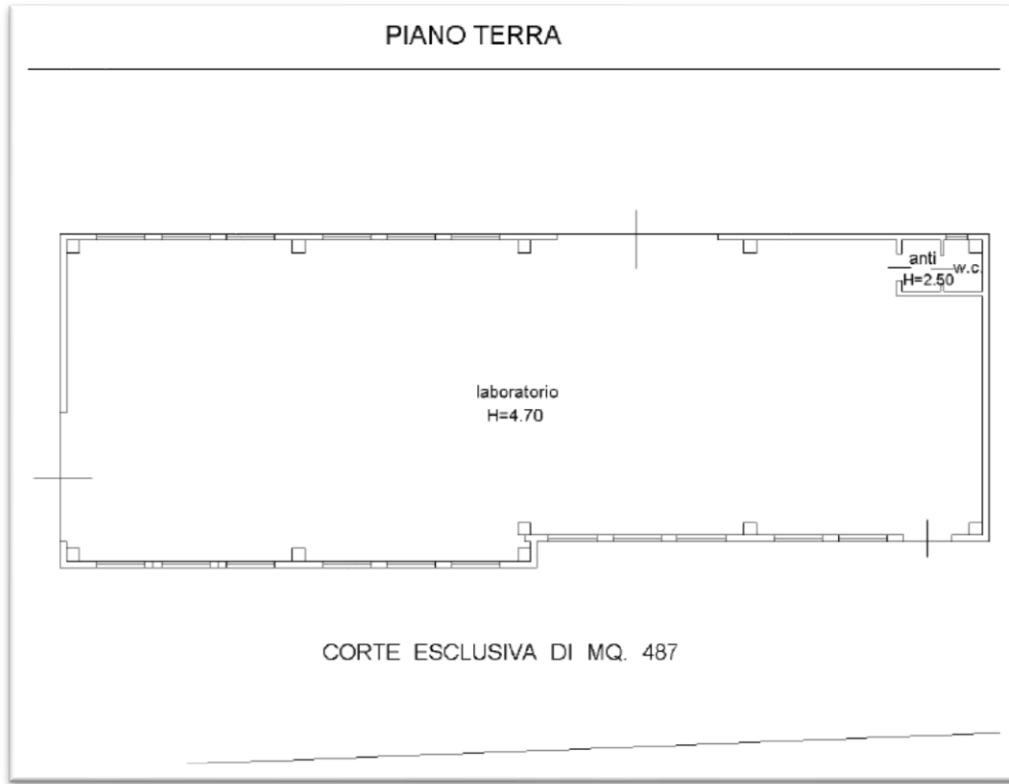 PIANO TERRA
anti
w.c.
H=2.50
laboratorio
H=4.70
CORTE ESCLUSIVA DI MQ. 487